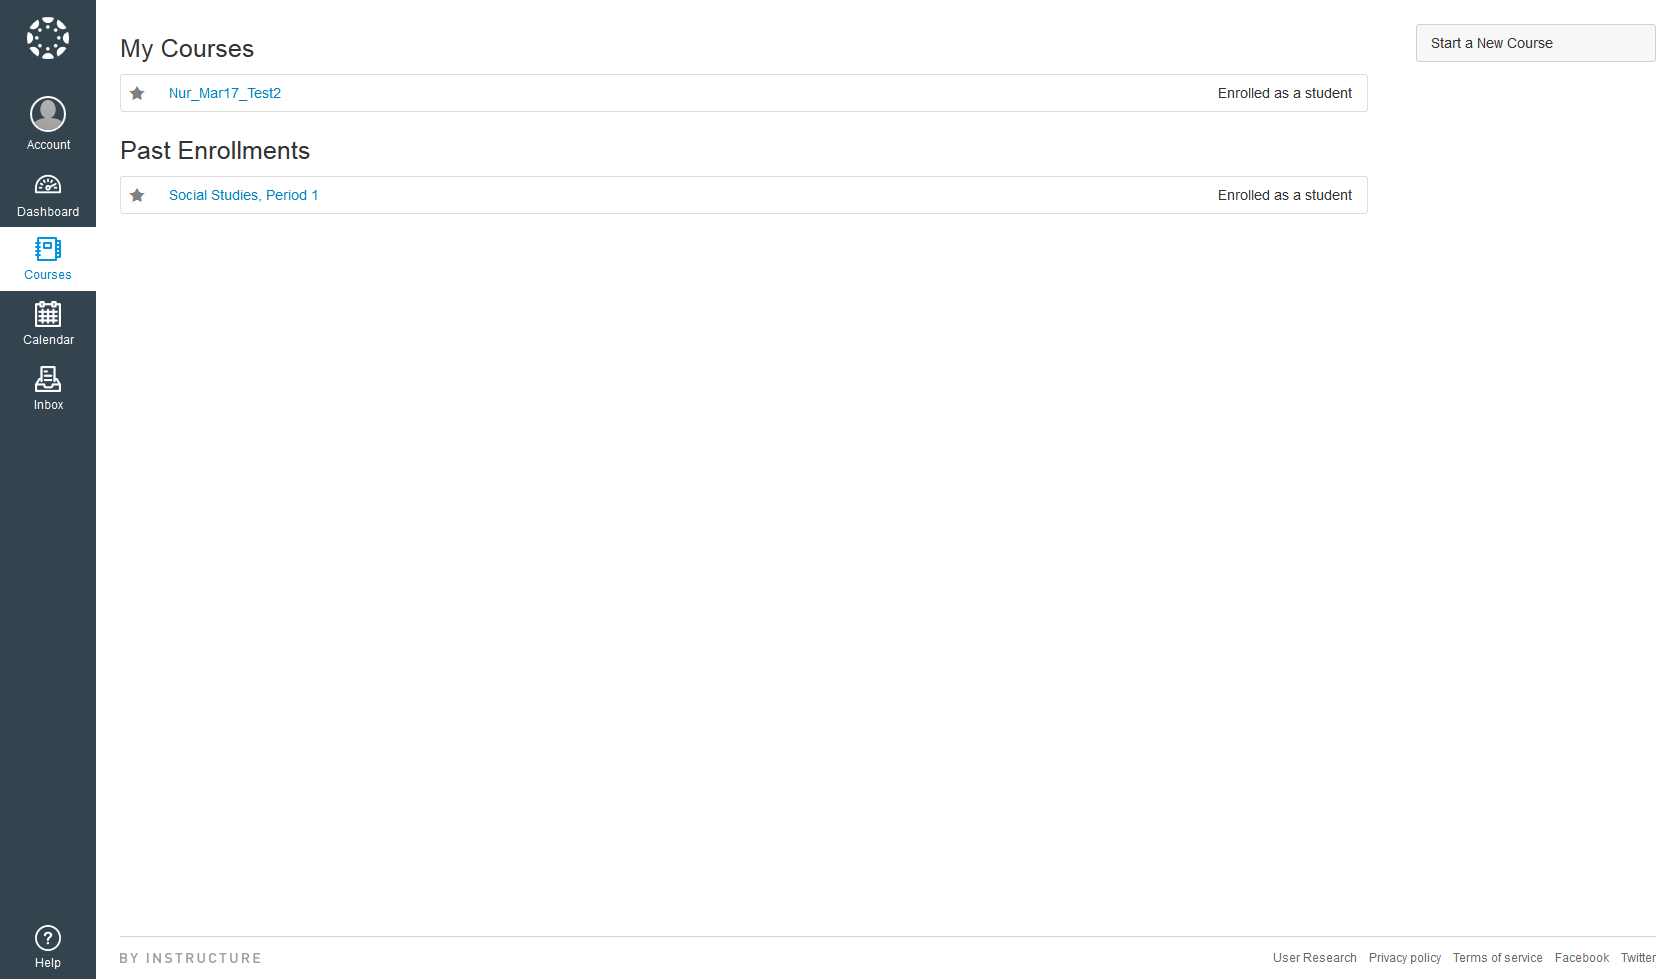 Account
Dashboard
Courses
Calendar
Inbox
Help
My Courses
Nur_Mar17_Test2 Enrolled as a student
Past Enrollments
Social Studies, Period 1 Enrolled as a student
Start a New Course
BY INSTRUCTURE
User Research Privacy policy Terms of service Facebook Twitter